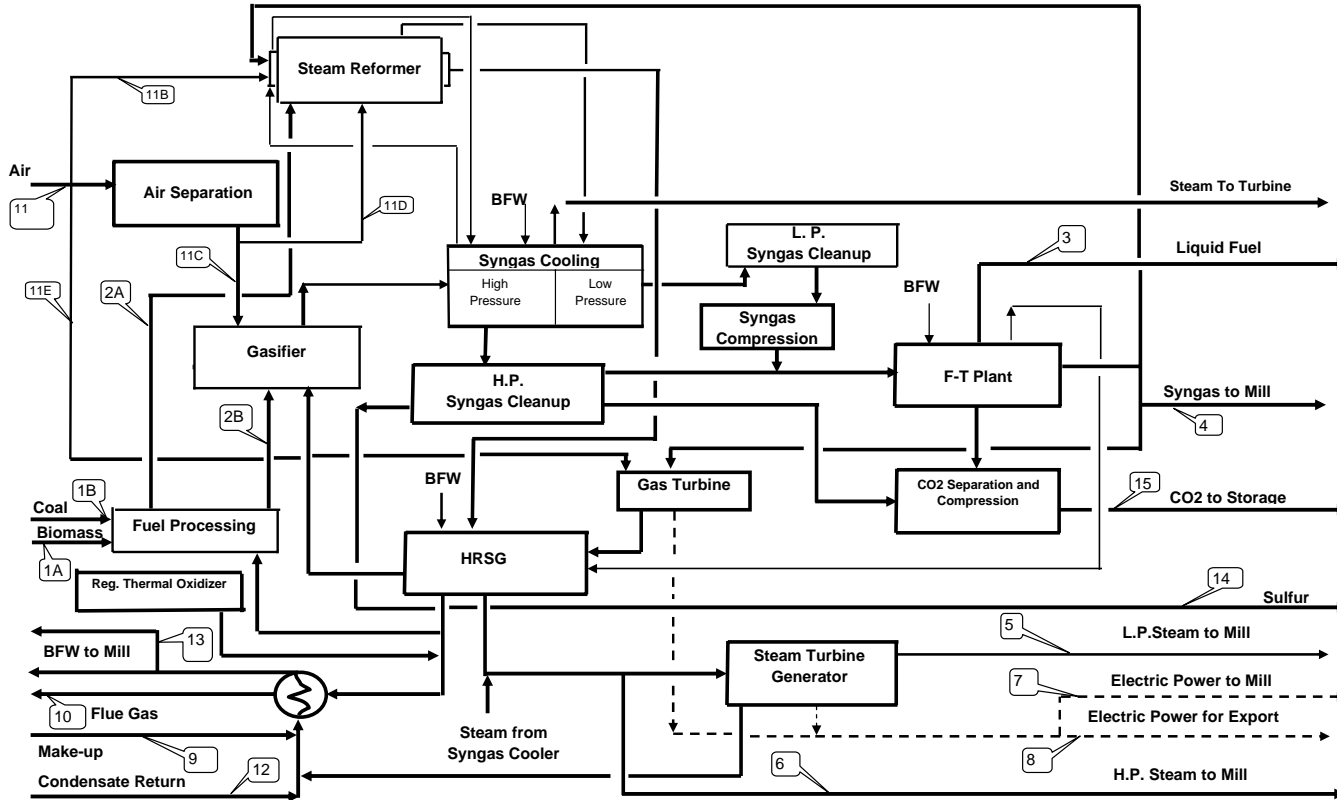 Steam Reformer
11B
Air
11
Air Separation
11D
BFW
Steam To Turbine
L. P.
Syngas Cleanup
3
Liquid Fuel
11C
Syngas Cooling
High
Pressure
Low
Pressure
11E
2A
BFW
Syngas
Compression
Gasifier
H.P.
Syngas Cleanup
F-T Plant
Syngas to Mill
4
2B
BFW
Gas Turbine
CO2 Separation and
Compression
15
CO2 to Storage
1B
Coal
Biomass
1A
Fuel Processing
HRSG
Reg. Thermal Oxidizer
14
Sulfur
13
BFW to Mill
5
L.P.Steam to Mill
Steam Turbine
Generator
7
Electric Power to Mill
10
Flue Gas
Electric Power for Export
8
Make-up
9
Steam from
Syngas Cooler
Condensate Return
12
6
H.P. Steam to Mill